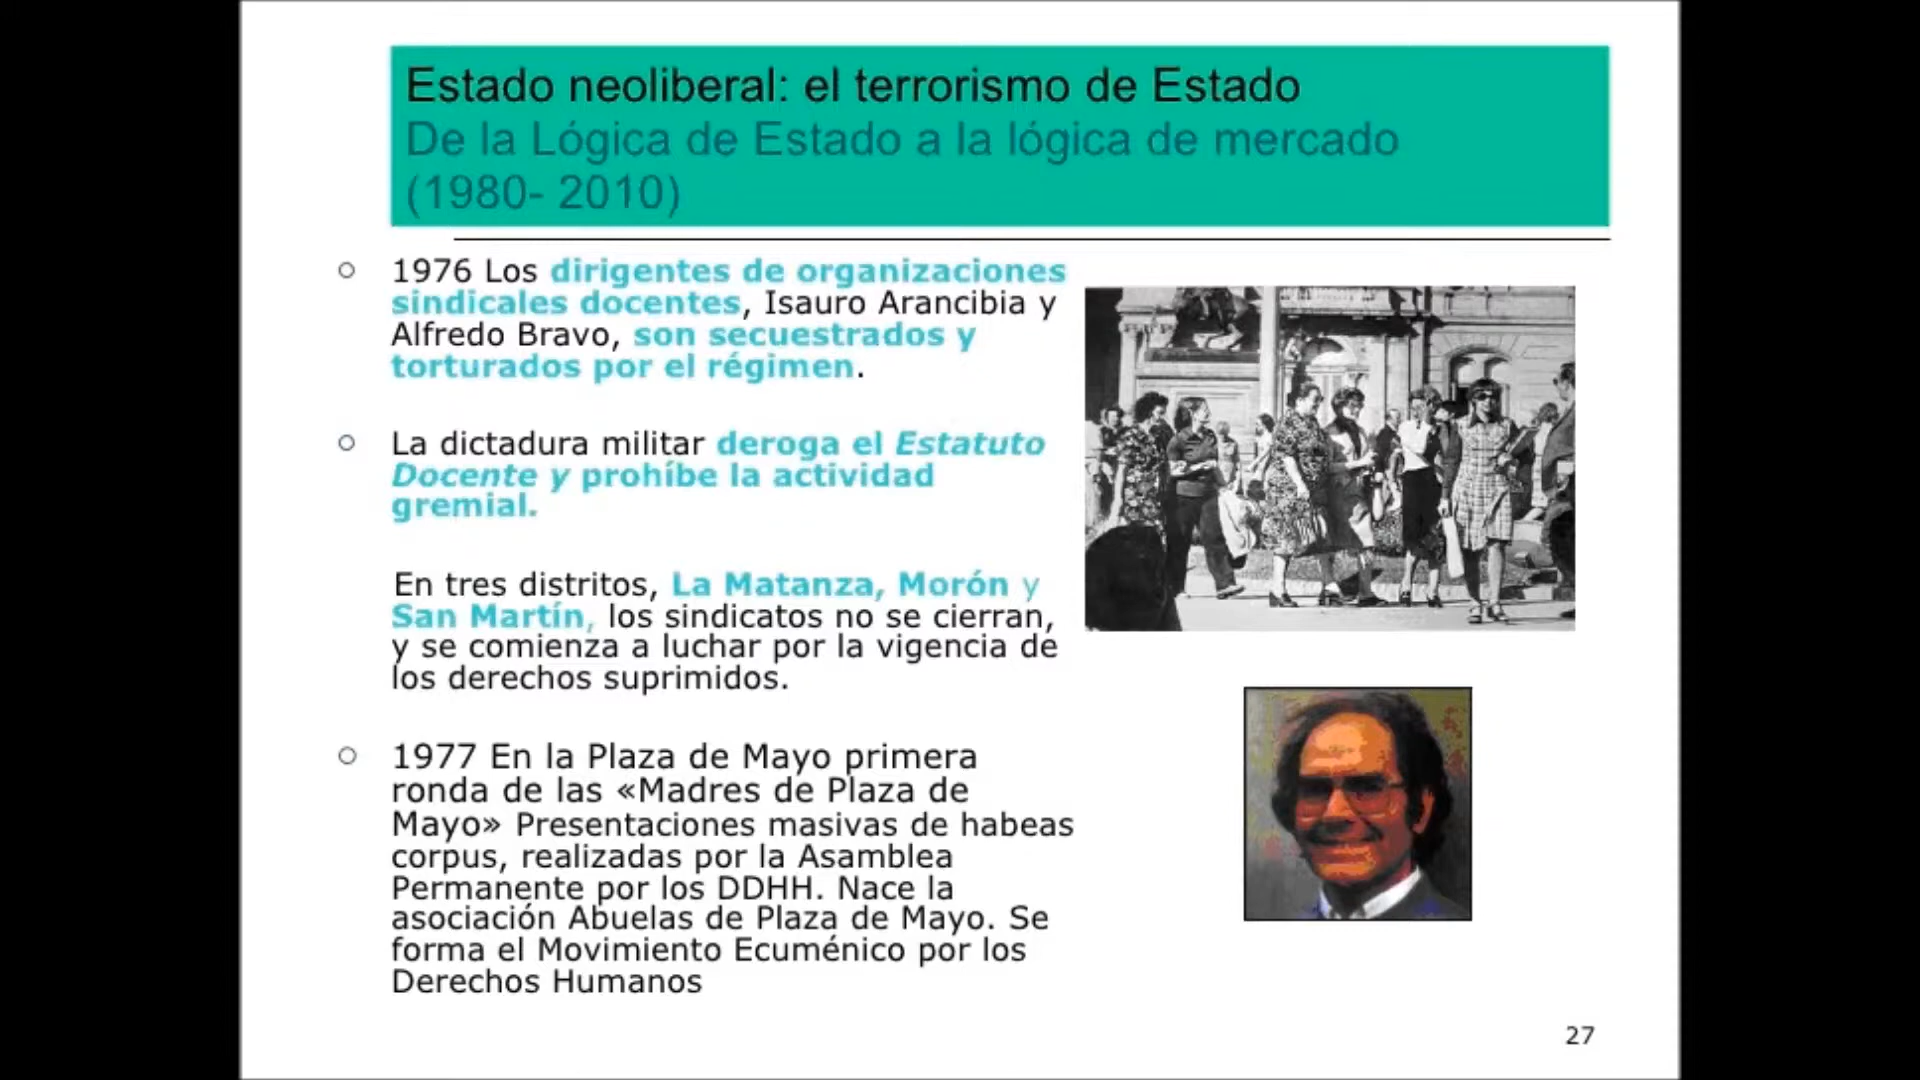 Estado neoliberal: el terrorismo de Estado
De la Lógica de Estado a la lógica de mercado
(1980- 2010)
1976 Los dirigentes de organizaciones
sindicales docentes, Isauro Arancibia y
Alfredo Bravo, son secuestrados y
torturados por el régimen.
La dictadura militar deroga el Estatuto
Docente y prohíbe la actividad
gremial.
En tres distritos, La Matanza, Morón y
San Martín, los sindicatos no se cierran,
y se comienza a luchar por la vigencia de
los derechos suprimidos.
1977 En la Plaza de Mayo primera
ronda de las «Madres de Plaza de
Mayo» Presentaciones masivas de habeas
corpus, realizadas por la Asamblea
Permanente por los DDHH. Nace la
asociación Abuelas de Plaza de Mayo. Se
forma el Movimiento Ecuménico por los
Derechos Humanos
27